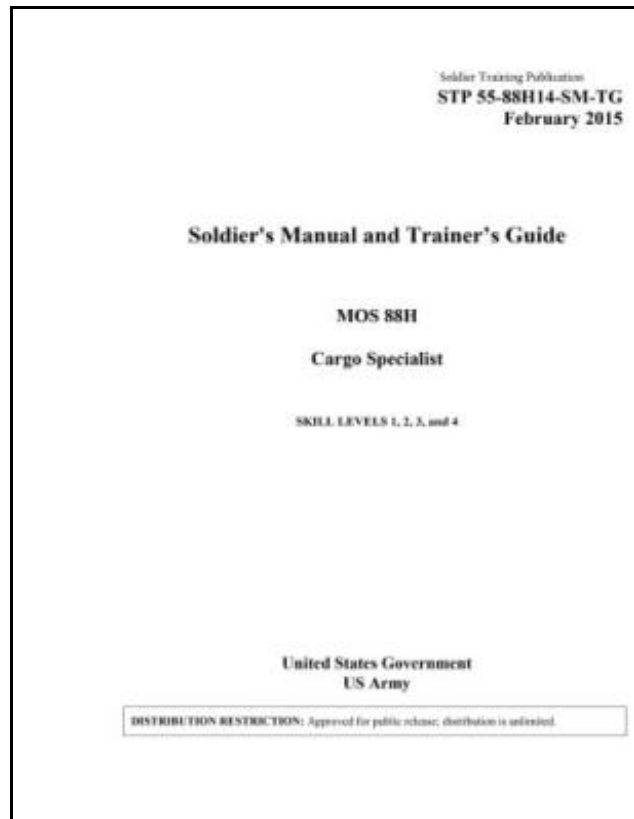 Soldier Training Publication
STP 55-88H14-SM-TG
February 2015
Soldier's Manual and Trainer's Guide
MOS 88H
Cargo Specialist
SKILL LEVELS 1, 2, 3, and 4
United States Government
US Army
DISTRIBUTION RESTRICTION: Approved for public release; distribution is unlimited.